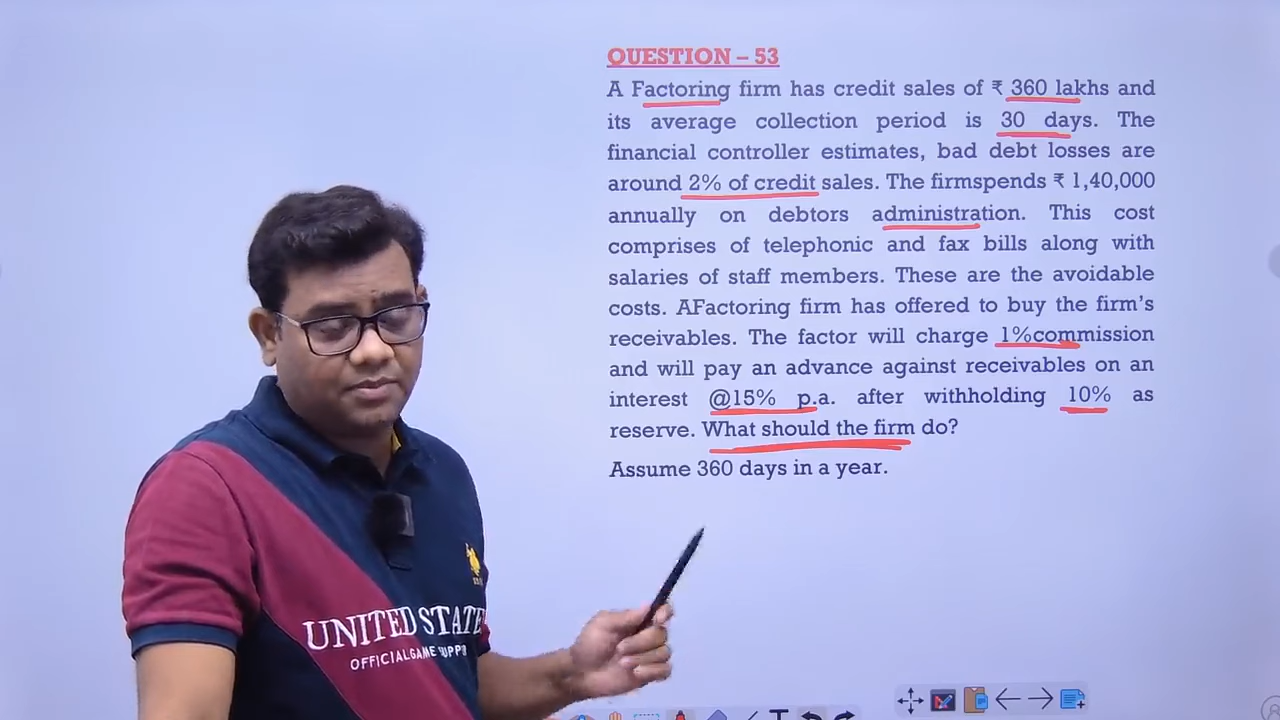 QUESTION – 53
A Factoring firm has credit sales of ₹ 360 lakhs and
its average collection period is 30 days. The
financial controller estimates, bad debt losses are
around 2% of credit sales. The firmspends ₹ 1,40,000
annually on debtors administration. This cost
comprises of telephonic and fax bills along with
salaries of staff members. These are the avoidable
costs. AFactoring firm has offered to buy the firm's
receivables. The factor will charge 1%commission
and will pay an advance against receivables on an
interest @15% p.a. after withholding 10% as
reserve. What should the firm do?
Assume 360 days in a year.
UNITED STATE